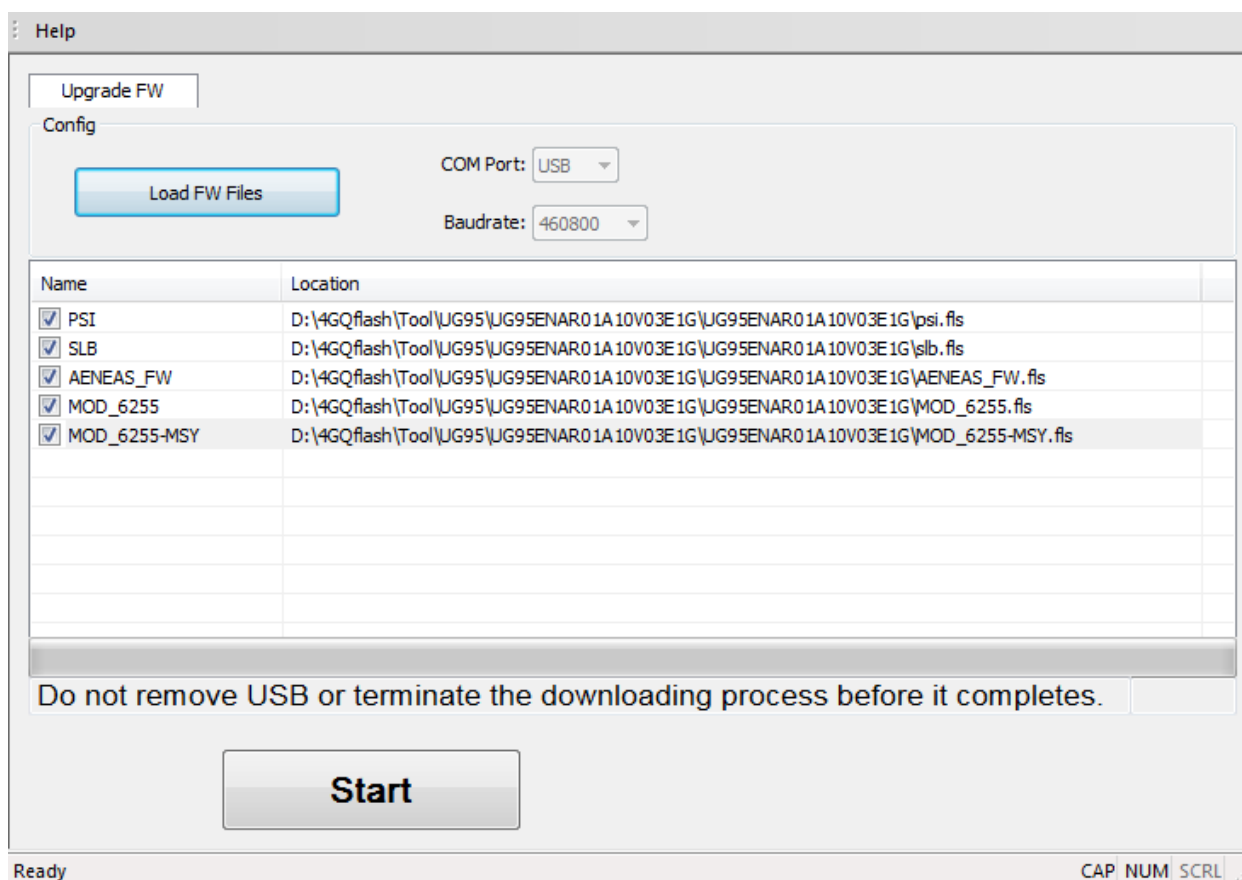 Help
Upgrade FW
Config
Load FW Files
COM Port: USB
Baudrate: 460800
Name Location
PSI D:\4GQflash\Tool\UG95\UG95ENAR01A10V03E1G\UG95ENAR01A10V03E1G\psi.fls
SLB D:\4GQflash\Tool\UG95\UG95ENAR01A10V03E1G\UG95ENAR01A10V03E1G\slb.fls
AENEAS_FW D:\4GQflash\Tool\UG95\UG95ENAR01A10V03E1G\UG95ENAR01A10V03E1G\AENEAS_FW.fls
MOD_6255 D:\4GQflash\Tool\UG95\UG95ENAR01A10V03E1G\UG95ENAR01A10V03E1G\MOD_6255.fls
MOD_6255-MSY D:\4GQflash\Tool\UG95\UG95ENAR01A10V03E1G\UG95ENAR01A10V03E1G\MOD_6255-MSY.fls
Do not remove USB or terminate the downloading process before it completes.
Start
Ready CAP NUM SCRL